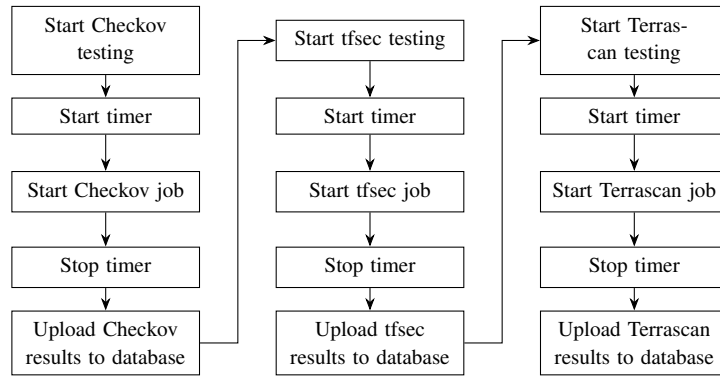 Start Checkov
testing
Start timer
Start Checkov job
Stop timer
Upload Checkov
results to database
Start tfsec testing
Start timer
Start tfsec job
Stop timer
Upload tfsec
results to database
Start Terras-
can testing
Start timer
Start Terrascan job
Stop timer
Upload Terrascan
results to database